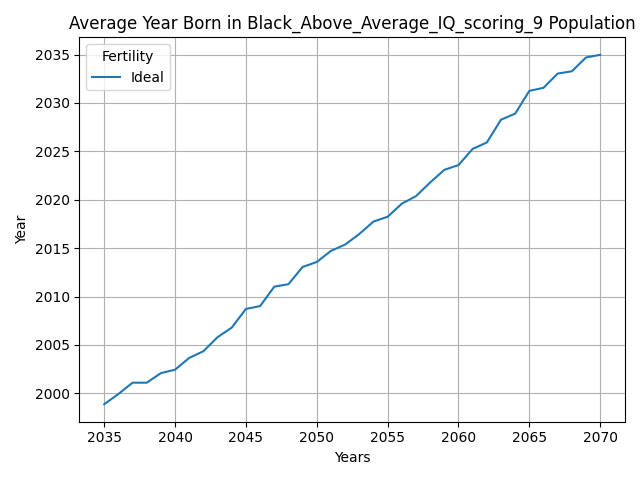 Average Year Born in Black_Above_Average_IQ_scoring_9 Population
Fertility
Ideal
Year
2035
2030
2025
2020
2015
2010
2005
2000
2035 2040 2045 2050 2055 2060 2065 2070
Years